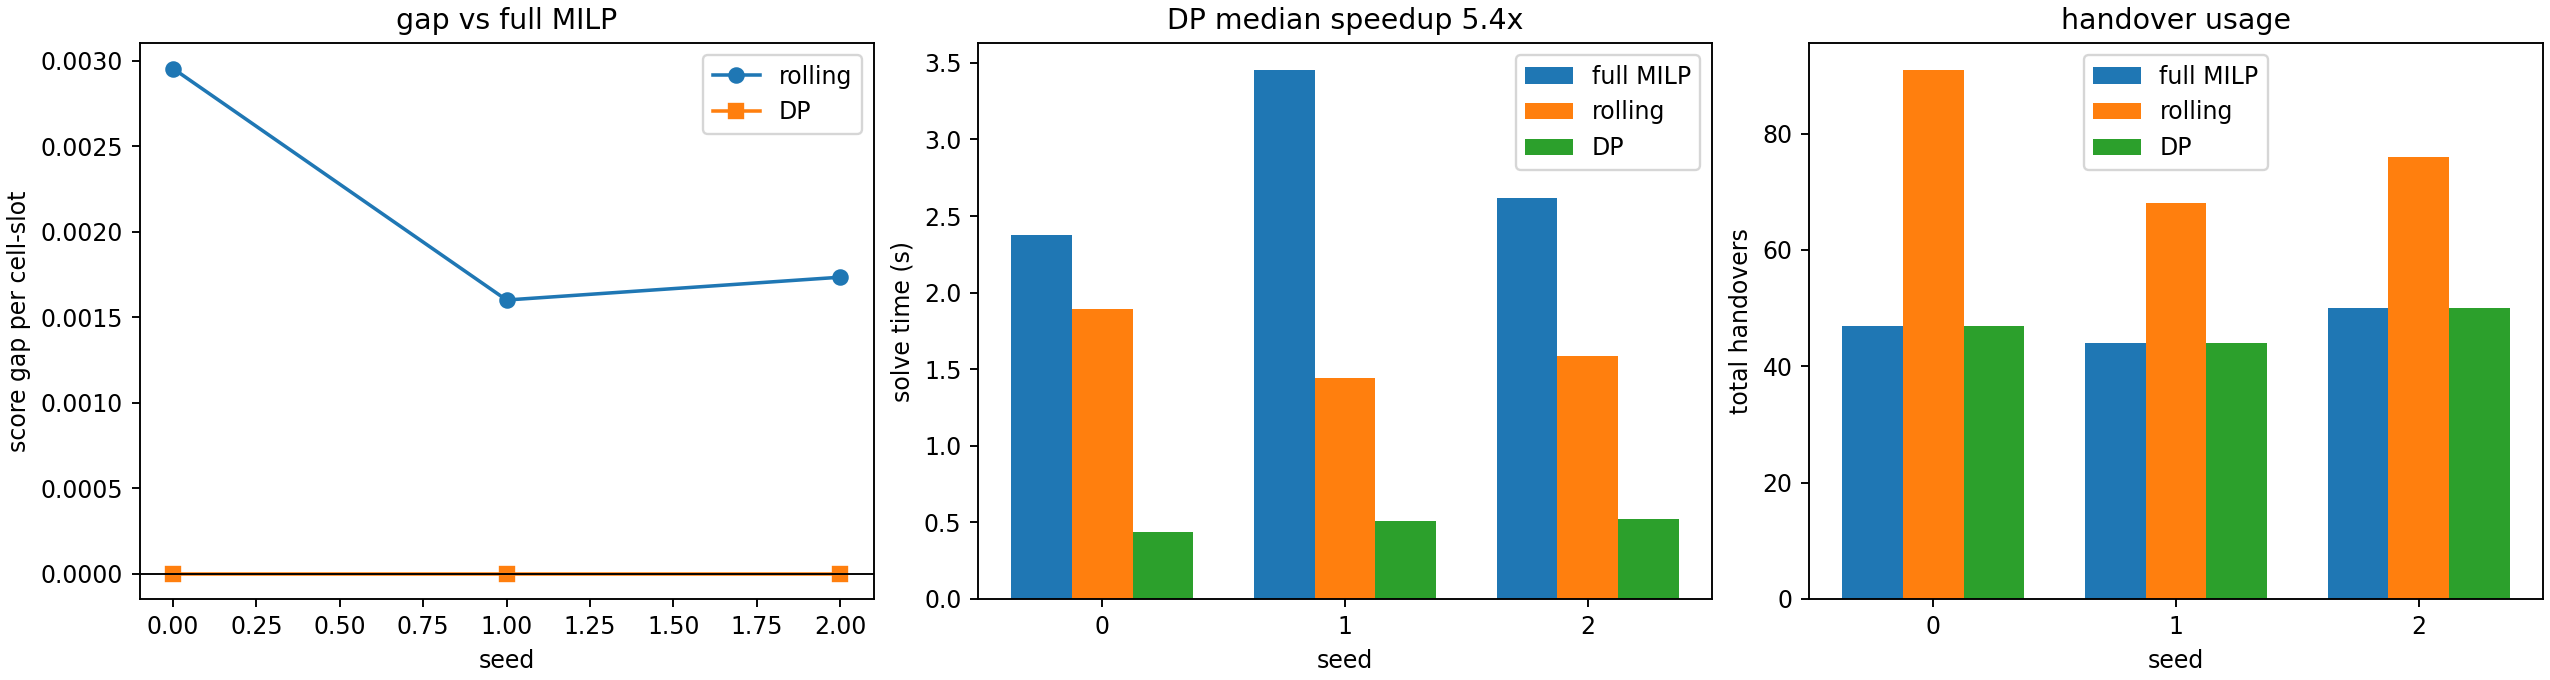 gap vs full MILP
score gap per cell-slot
0.0030
0.0025
0.0020
0.0015
0.0010
0.0005
0.0000
rolling
DP
0.00 0.25 0.50 0.75 1.00 1.25 1.50 1.75 2.00
seed
DP median speedup 5.4x
solve time (s)
3.5
3.0
2.5
2.0
1.5
1.0
0.5
0.0
full MILP
rolling
DP
0 1 2
seed
handover usage
total handovers
80
60
40
20
0
full MILP
rolling
DP
0 1 2
seed